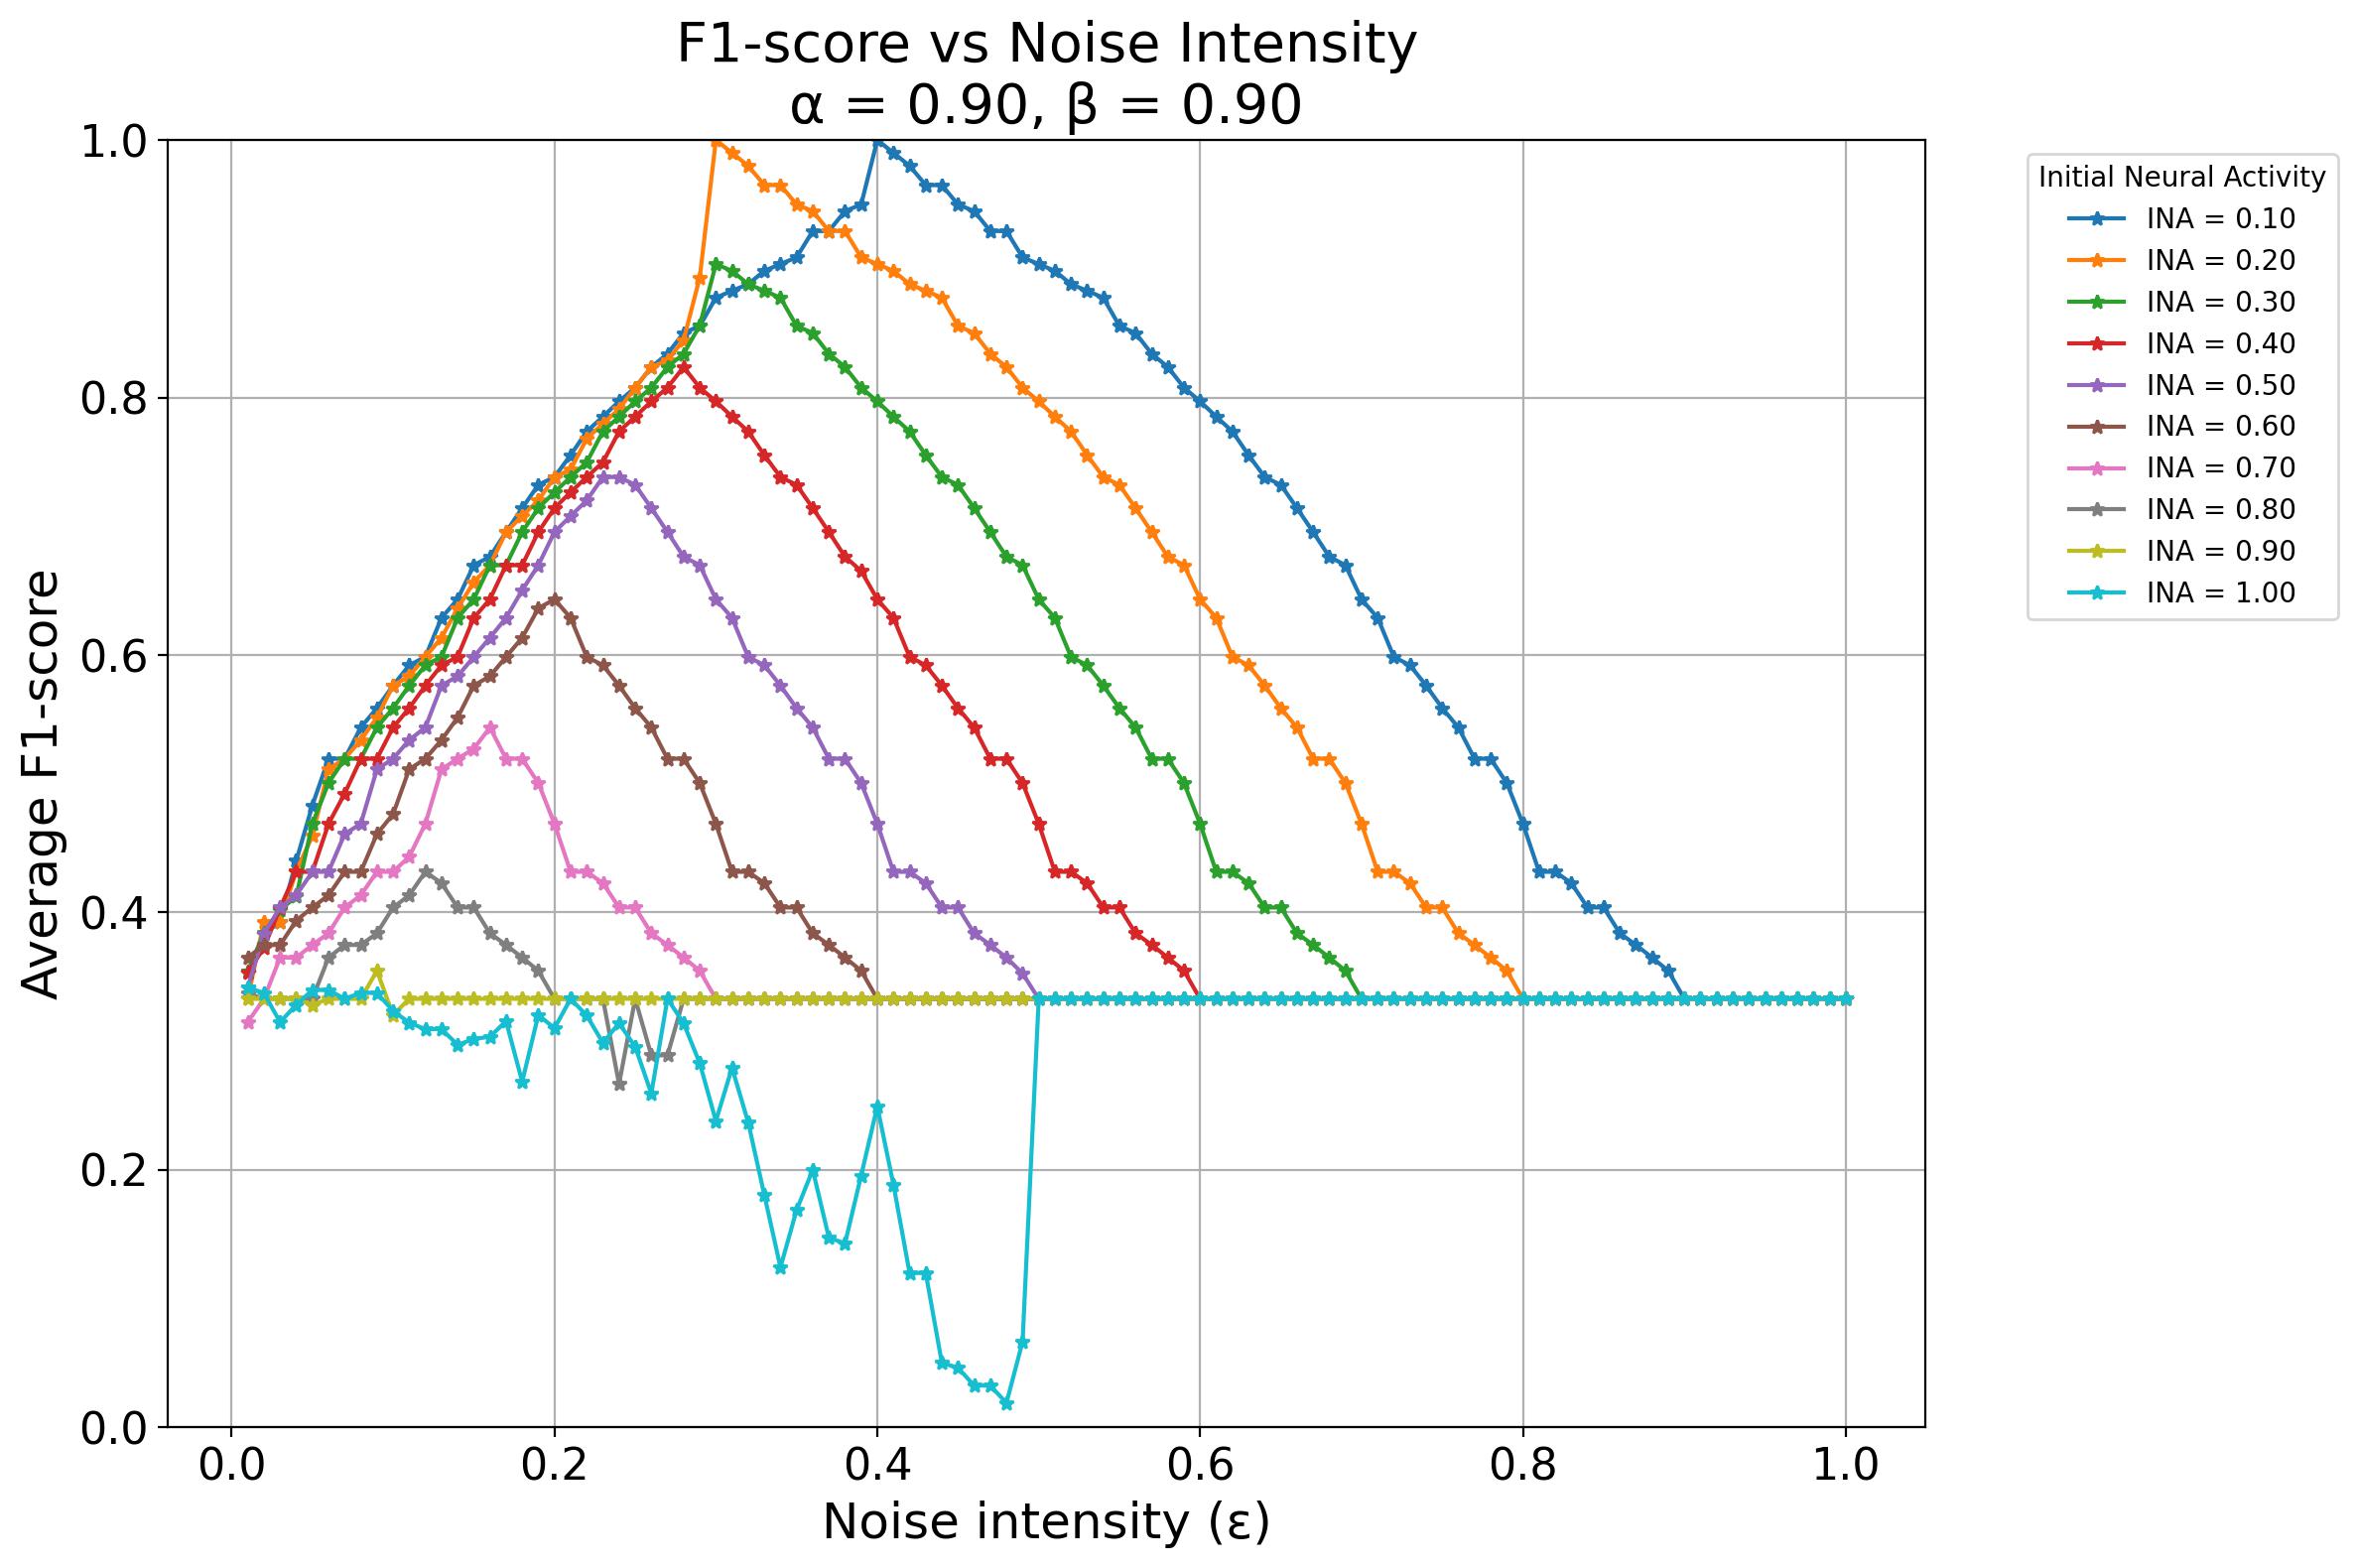 F1-score vs Noise Intensity
α = 0.90, β = 0.90
1.0
0.8
0.6
0.4
0.2
0.0
Average F1-score
0.0 0.2 0.4 0.6 0.8 1.0
Noise intensity (ε)
Initial Neural Activity
INA = 0.10
INA = 0.20
INA = 0.30
INA = 0.40
INA = 0.50
INA = 0.60
INA = 0.70
INA = 0.80
INA = 0.90
INA = 1.00